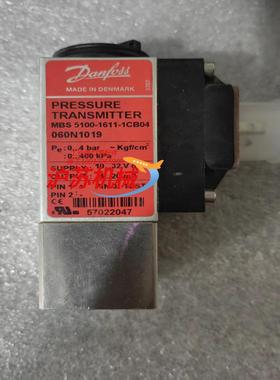 Danfoss
MADE IN DENMARK
PRESSURE
TRANSMITTER
MBS 5100-1611-1CB04
060N1019
Pe: 0...4 bar ~ Kgf/cm²
: 0...400 kPa
SUPPLY: 10...32 V
PIN
PIN 2: -
CE
57022047